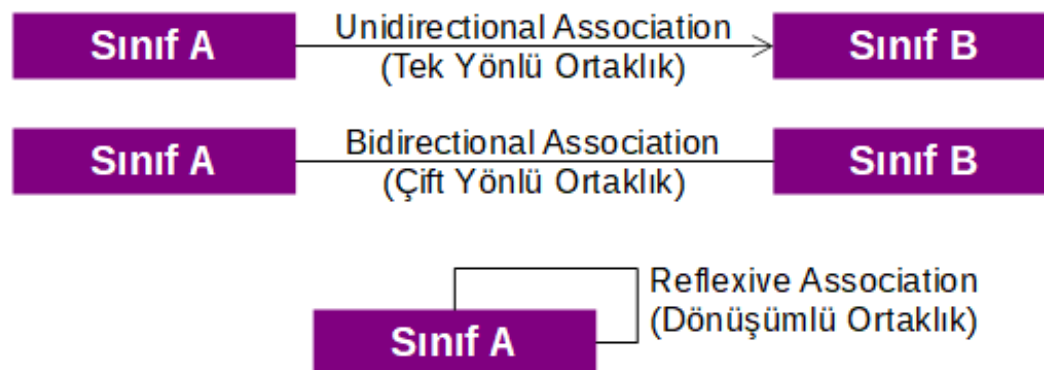 Sınıf A
Unidirectional Association
(Tek Yönlü Ortaklık)
Sınıf B
Sınıf A
Bidirectional Association
(Çift Yönlü Ortaklık)
Sınıf B
Reflexive Association
(Dönüşümlü Ortaklık)
Sınıf A